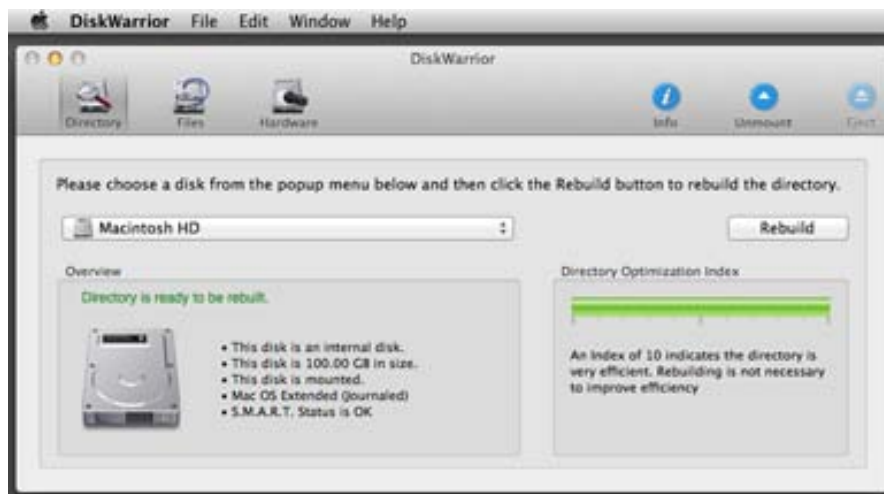 DiskWarrior File Edit Window Help
DiskWarrior
Directory Files Hardware Info Unmount Eject
Please choose a disk from the popup menu below and then click the Rebuild button to rebuild the directory.
Macintosh HD Rebuild
Overview
Directory is ready to be rebuilt.
• This disk is an internal disk.
• This disk is 100.00 GB in size.
• This disk is mounted.
• Mac OS Extended (Journaled)
• S.M.A.R.T. Status is OK
Directory Optimization Index
An Index of 10 indicates the directory is
very efficient. Rebuilding is not necessary
to improve efficiency